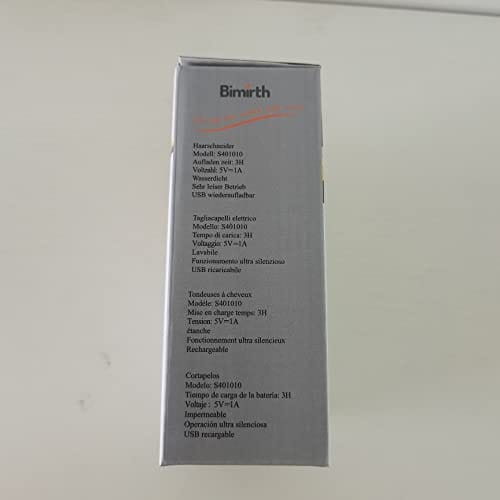 Bimirth
Haarschneider
Modell: S401010
Aufladen zeit: 3H
Voltzahl: 5V=1A
Wasserdicht
Sehr leiser Betrieb
USB wiederaufladbar
Tagliacapelli elettrico
Modello: S401010
Tempo di carica: 3H
Voltaggio: 5V=1A
Lavabile
Funzionamento ultra silenzioso
USB ricaricabile
Tondeuses à cheveux
Modèle: S401010
Mise en charge temps: 3H
Tension: 5V=1A
étanche
Fonctionnement ultra silencieux
Rechargeable
Cortapelos
Modelo: S401010
Tiempo de carga de la batería: 3H
Voltaje : 5V=1A
Impermeable
Operación ultra silenciosa
USB recargable